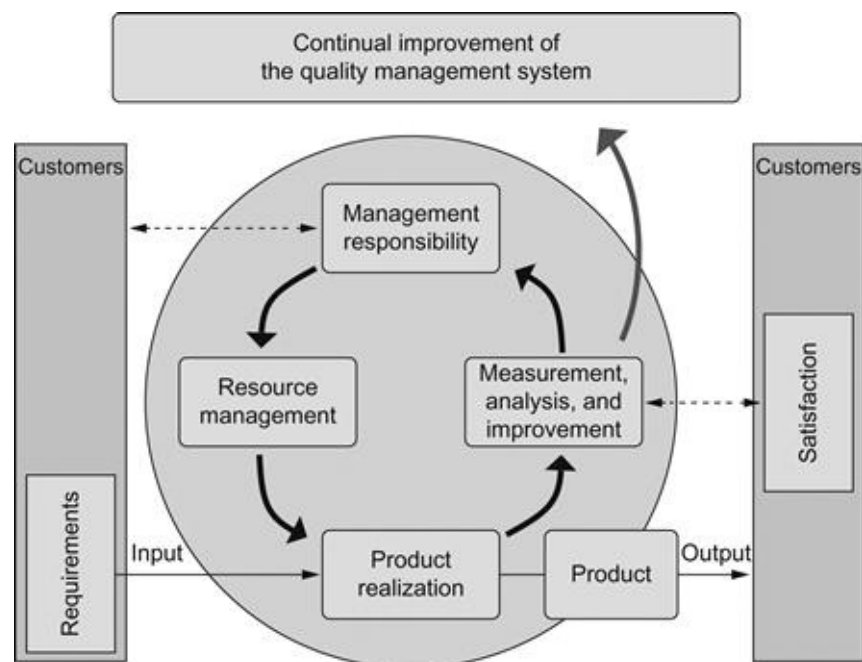 Continual improvement of
the quality management system
Customers
Customers
Management
responsibility
Resource
management
Measurement,
analysis, and
improvement
Satisfaction
Requirements
Input
Product
realization
Product
Output